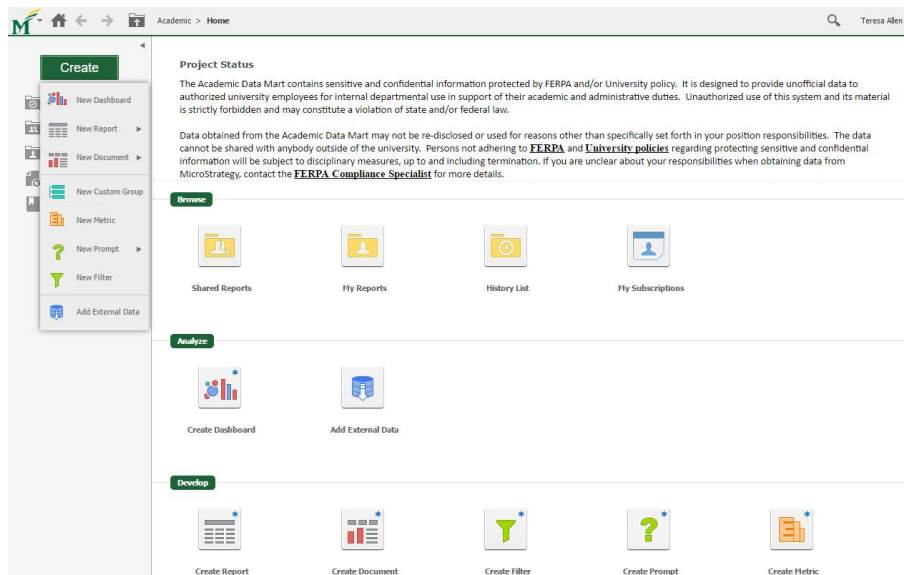 M
Academic > Home
Teresa Allen
Create
New Dashboard
New Report
New Document
New Custom Group
New Metric
New Prompt
New Filter
Add External Data
Project Status
The Academic Data Mart contains sensitive and confidential information protected by FERPA and/or University policy. It is designed to provide unofficial data to
authorized university employees for internal departmental use in support of their academic and administrative duties. Unauthorized use of this system and its material
is strictly forbidden and may constitute a violation of state and/or federal law.
Data obtained from the Academic Data Mart may not be re-disclosed or used for reasons other than specifically set forth in your position responsibilities. The data
cannot be shared with anybody outside of the university. Persons not adhering to FERPA and University policies regarding protecting sensitive and confidential
information will be subject to disciplinary measures, up to and including termination. If you are unclear about your responsibilities when obtaining data from
MicroStrategy, contact the FERPA Compliance Specialist for more details.
Browse
Shared Reports
My Reports
History List
My Subscriptions
Analyze
Create Dashboard
Add External Data
Develop
Create Report
Create Document
Create Filter
Create Prompt
Create Metric